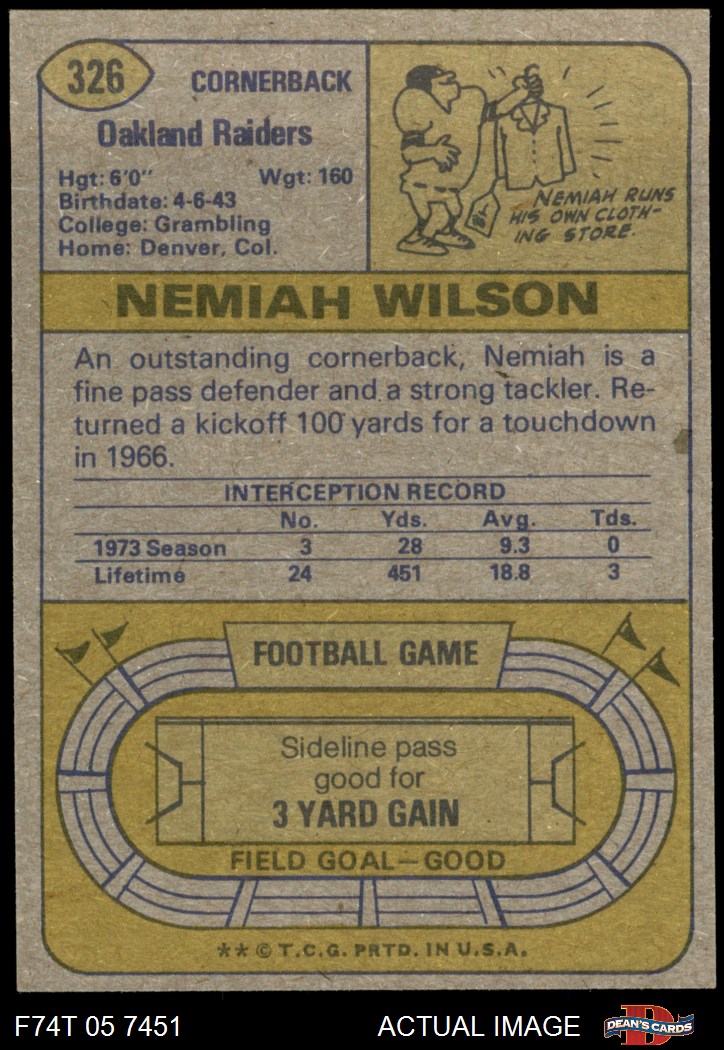 326
CORNERBACK
Oakland Raiders
Hgt: 6'0" Wgt: 160
Birthdate: 4-6-43
College: Grambling
Home: Denver, Col.
NEMIAH RUNS
HIS OWN CLOTH-
ING STORE.
NEMIAH WILSON
An outstanding cornerback, Nemiah is a
fine pass defender and a strong tackler. Re-
turned a kickoff 100 yards for a touchdown
in 1966.
INTERCEPTION RECORD
No. Yds. Avg. Tds.
1973 Season 3 28 9.3 0
Lifetime 24 451 18.8 3
FOOTBALL GAME
Sideline pass
good for
3 YARD GAIN
FIELD GOAL—GOOD
** © T.C.G. PRTD. IN U.S.A.
F74T 05 7451 ACTUAL IMAGE
DEAN'S CARDS